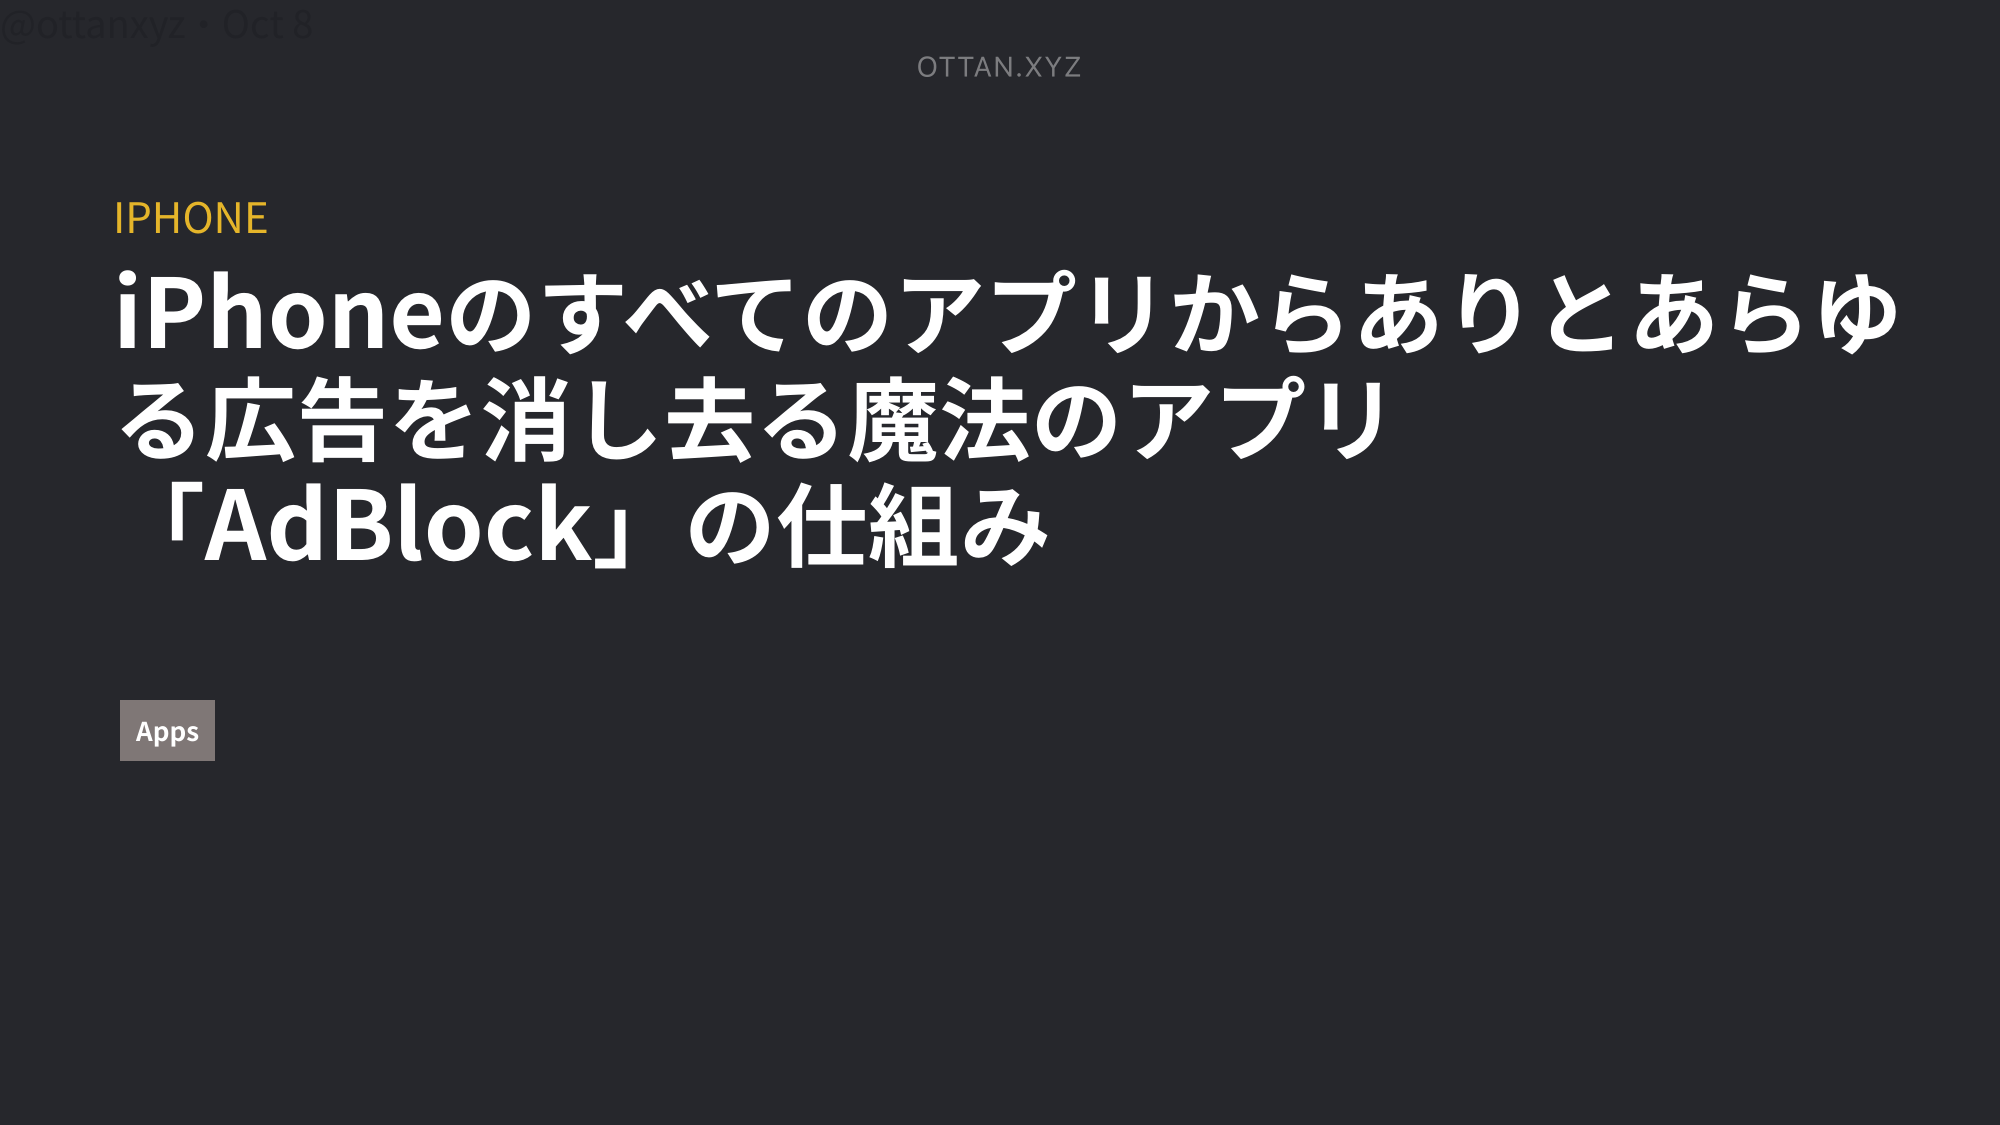 @ottanxyz・Oct 8
OTTAN.XYZ
IPHONE
iPhoneのすべてのアプリからありとあらゆ
る広告を消し去る魔法のアプリ
「AdBlock」の仕組み
Apps